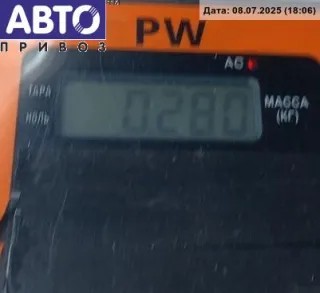 АВТО
ПРИВОЗ
Дата: 08.07.2025 (18:06)
PW
AC
ТАРА
НОЛЬ
0280
МАССА
(КГ)